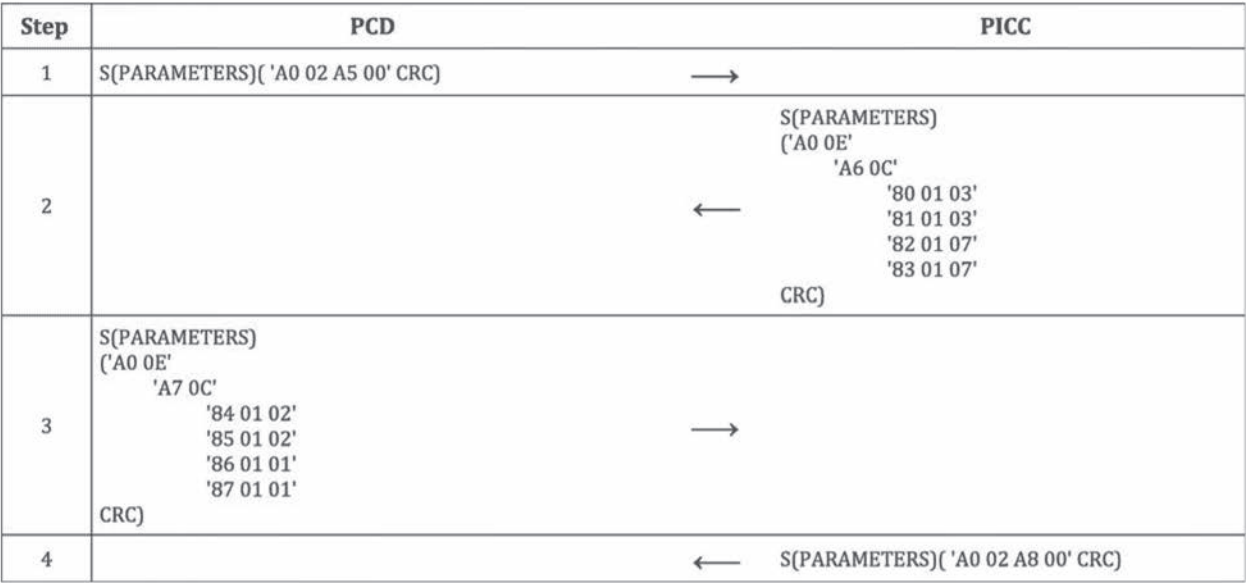 Step PCD PICC
1 S(PARAMETERS)( 'A0 02 A5 00' CRC) ⟶
2 ⟵ S(PARAMETERS)
('A0 0E'
'A6 0C'
'80 01 03'
'81 01 03'
'82 01 07'
'83 01 07'
CRC)
3 S(PARAMETERS) ⟶
('A0 0E'
'A7 0C'
'84 01 02'
'85 01 02'
'86 01 01'
'87 01 01'
CRC)
4 ⟵ S(PARAMETERS)( 'A0 02 A8 00' CRC)